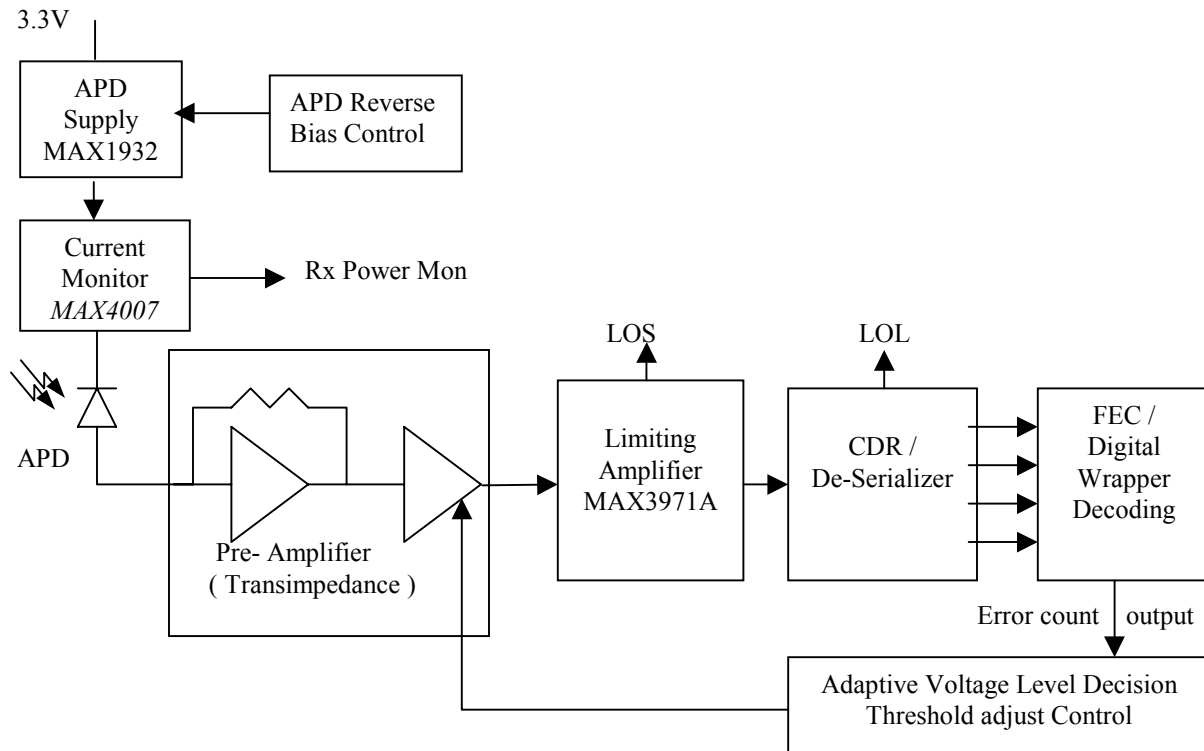 3.3V
APD
Supply
MAX1932
APD Reverse
Bias Control
Current
Monitor
MAX4007
Rx Power Mon
LOS
LOL
APD
Pre- Amplifier
( Transimpedance )
Limiting
Amplifier
MAX3971A
CDR /
De-Serializer
FEC /
Digital
Wrapper
Decoding
Error count output
Adaptive Voltage Level Decision
Threshold adjust Control